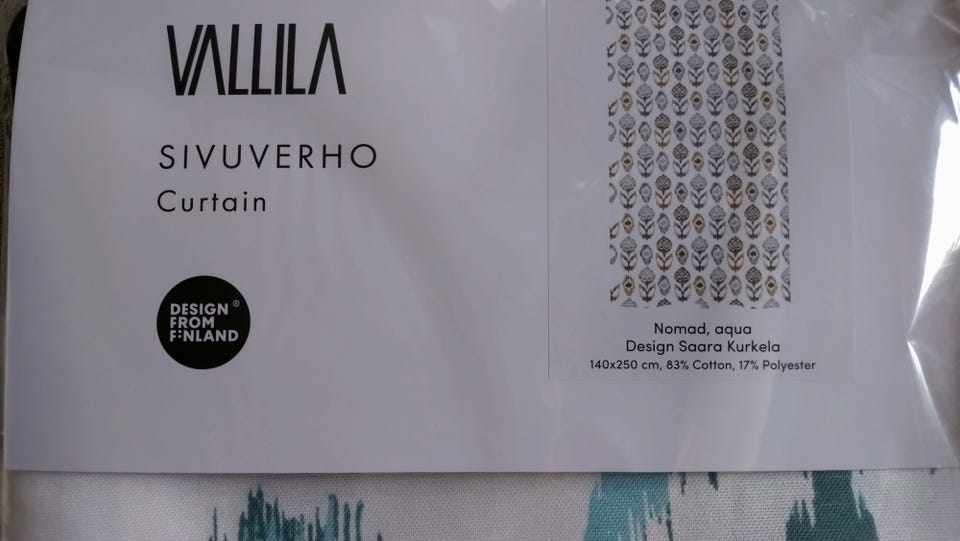 VALLILA
SIVUVERHO
Curtain
DESIGN ®
FROM
FINLAND
Nomad, aqua
Design Saara Kurkela
140x250 cm, 83% Cotton, 17% Polyester